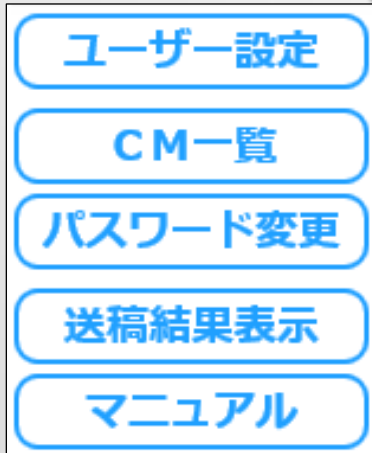 ユーザー設定
ＣＭ一覧
パスワード変更
送稿結果表示
マニュアル